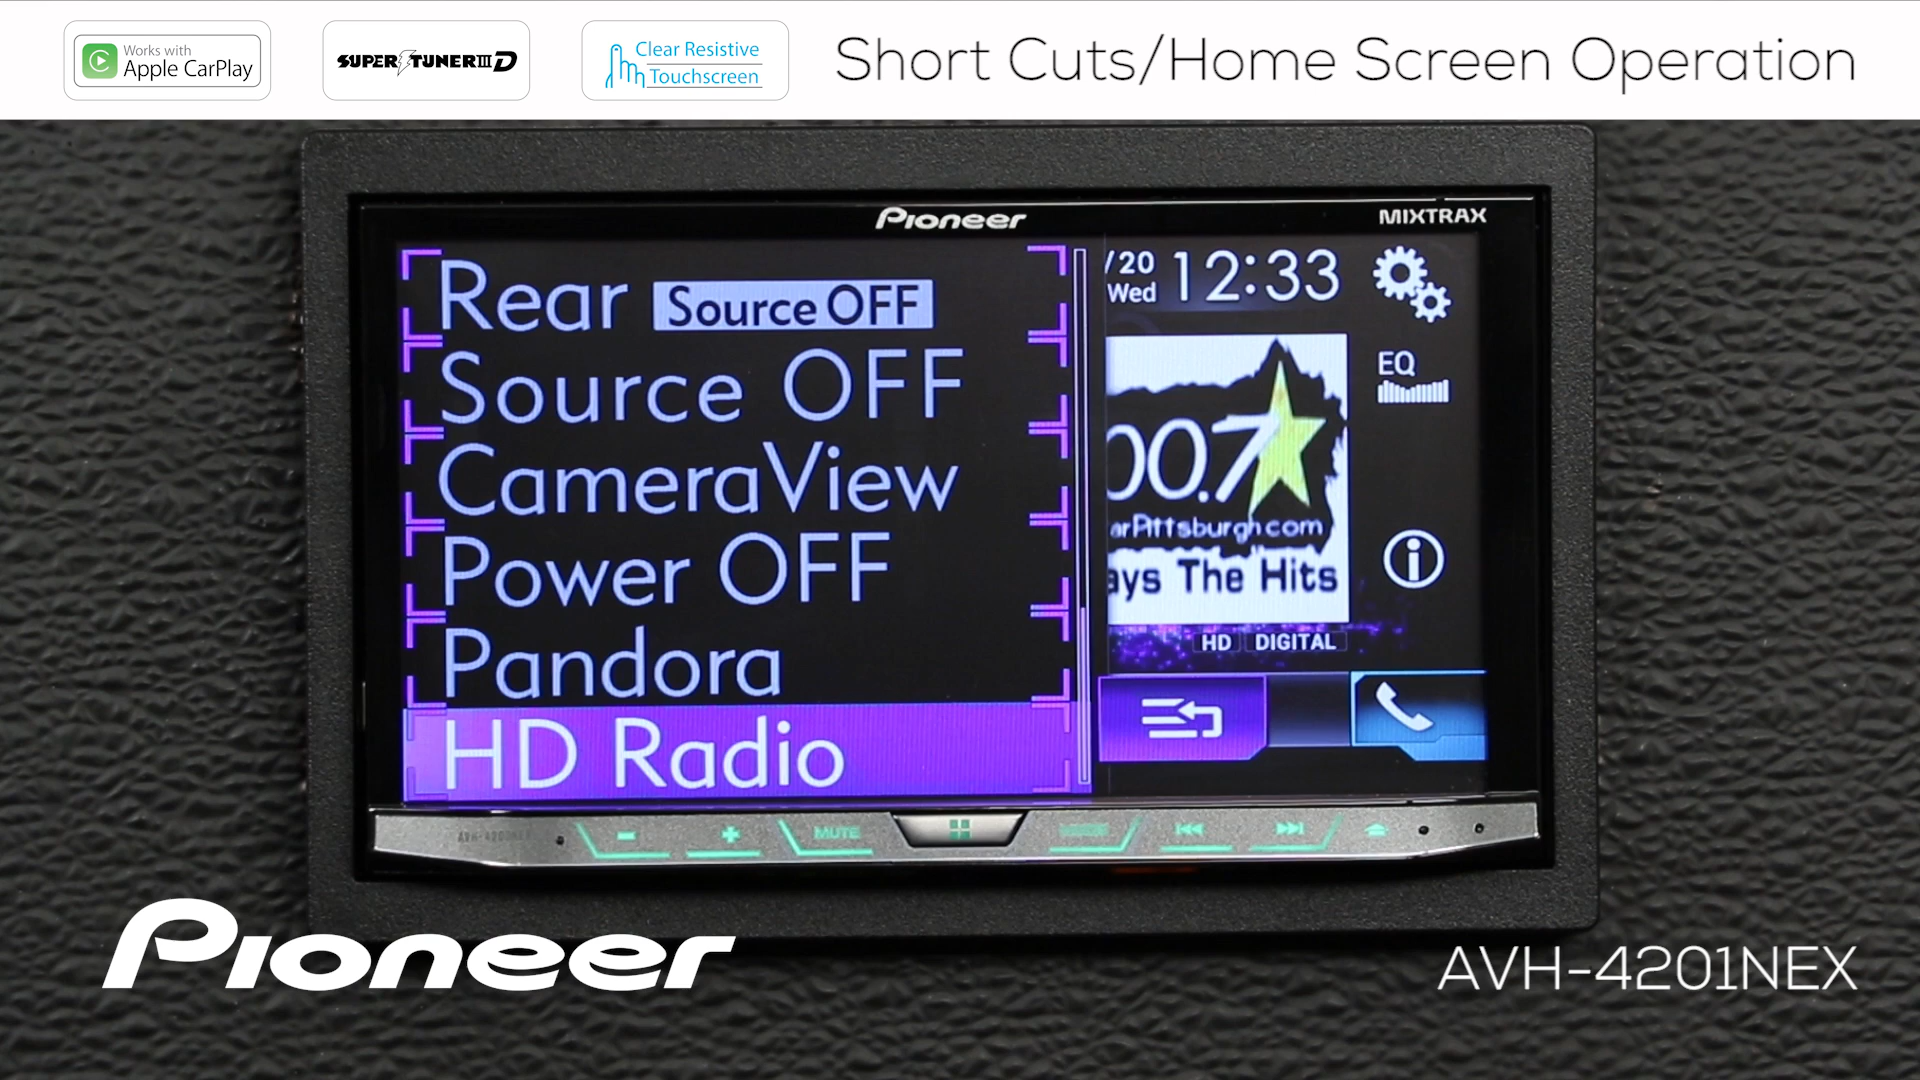 Works with
Apple CarPlay
SUPER TUNER III D
Clear Resistive
Touchscreen
Short Cuts/Home Screen Operation
Pioneer
MIXTRAX
Rear Source OFF
Source OFF
CameraView
Power OFF
Pandora
HD Radio
/20
Wed
12:33
EQ
00.7
arPittsburgh.com
ays The Hits
HD DIGITAL
AVH-4201NEX
MUTE
Pioneer
AVH-4201NEX